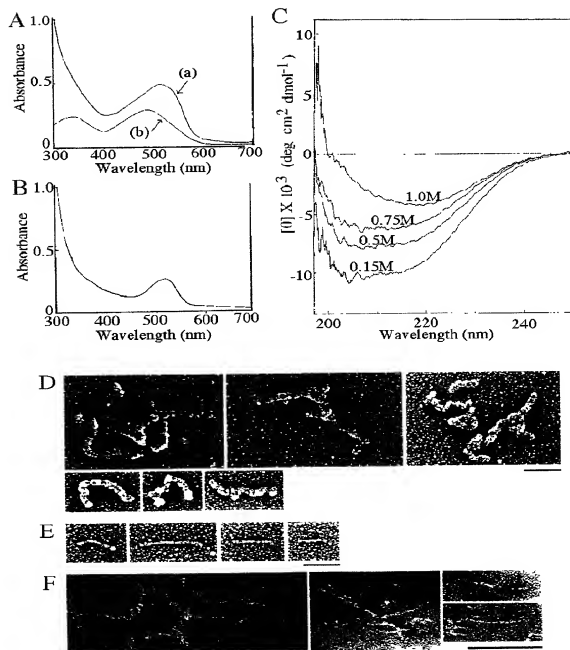 A
Absorbance
1.0
0.5
0
(a)
(b)
300 400 500 600 700
Wavelength (nm)
B
Absorbance
1.0
0.5
0
300 400 500 600 700
Wavelength (nm)
C
[θ] X 10³ (deg cm² dmol⁻¹)
10
5
0
-5
-10
1.0M
0.75M
0.5M
0.15M
200 220 240
Wavelength (nm)
D
E
F